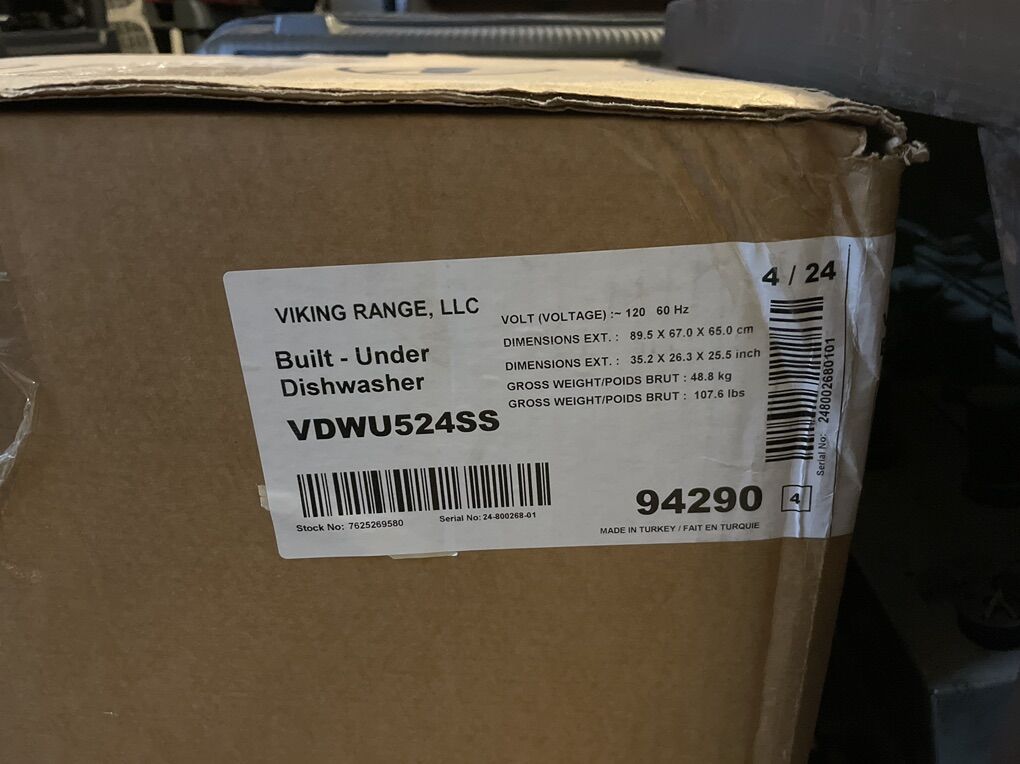 VIKING RANGE, LLC
Built - Under
Dishwasher
VDWU524SS
Stock No: 7625269580
Serial No: 24-800268-01
VOLT (VOLTAGE) :~ 120 60 Hz
DIMENSIONS EXT. : 89.5 X 67.0 X 65.0 cm
DIMENSIONS EXT. : 35.2 X 26.3 X 25.5 inch
GROSS WEIGHT/POIDS BRUT : 48.8 kg
GROSS WEIGHT/POIDS BRUT : 107.6 lbs
4 / 24
Serial No: 248002680101
94290 4
MADE IN TURKEY / FAIT EN TURQUIE